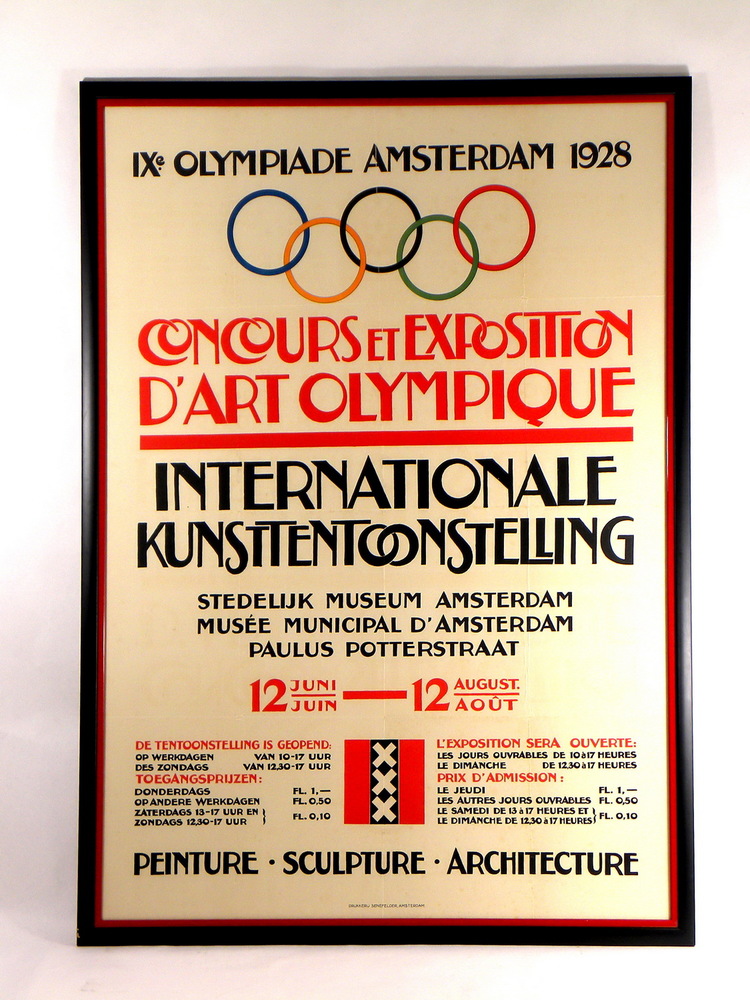 IXe OLYMPIADE AMSTERDAM 1928
CONCOURS ET EXPOSITION
D'ART OLYMPIQUE
INTERNATIONALE
KUNSTTENTOONSTELLING
STEDELIJK MUSEUM AMSTERDAM
MUSÉE MUNICIPAL D'AMSTERDAM
PAULUS POTTERSTRAAT
12 JUNI JUIN — 12 AUGUST. AOÛT
DE TENTOONSTELLING IS GEOPEND:
OP WERKDAGEN VAN 10-17 UUR
DES ZONDAGS VAN 12,30-17 UUR
TOEGANGSPRIJZEN:
DONDERDAGS FL. 1,—
OP ANDERE WERKDAGEN FL. 0,50
ZATERDAGS 13-17 UUR EN
ZONDAGS 12,30-17 UUR } FL. 0,10
L'EXPOSITION SERA OUVERTE:
LES JOURS OUVRABLES DE 10 à 17 HEURES
LE DIMANCHE DE 12,30 à 17 HEURES
PRIX D'ADMISSION:
LE JEUDI FL. 1,—
LES AUTRES JOURS OUVRABLES FL. 0,50
LE SAMEDI DE 13 à 17 HEURES ET
LE DIMANCHE DE 12,30 à 17 HEURES } FL. 0,10
PEINTURE · SCULPTURE · ARCHITECTURE
DRUKKERIJ SENEFELDER, AMSTERDAM